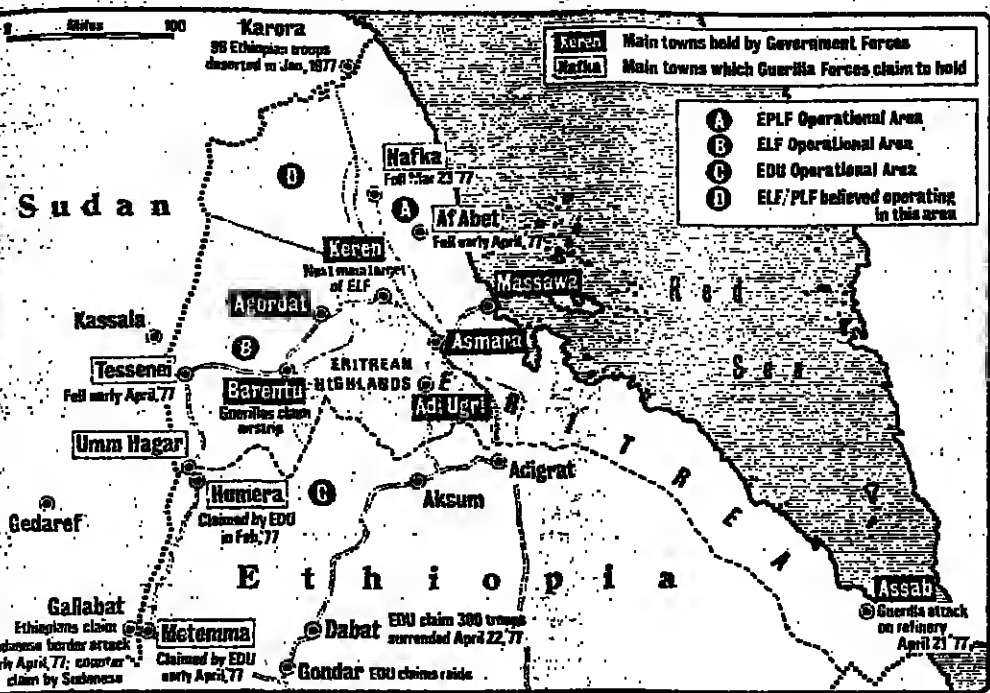 Miles 100
Karora
96 Ethiopian troops
deserted in Jan, 1977
Keren Main towns held by Government Forces
Nafka Main towns which Guerilla Forces claim to hold
A EPLF Operational Area
B ELF Operational Area
C EDU Operational Area
D ELF/PLF believed operating
in this area
Sudan
D
Nafka
Fell Mar 23 '77
A
Af Abet
Fell early April, '77
Keren
Next main target
of ELF
Massawa
Red
Sea
Agordat
Kassala
B
Asmara
Tessenei
Fell early April, '77
ERITREAN
HIGHLANDS
Barentu
Guerillas claim
airstrip
Ad: Ugri
ERITREA
Umm Hagar
Adigrat
Humera
Claimed by EDU
in Feb, '77
C
Aksum
Gedaref
Ethiopia
Gallabat
Ethiopians claim
border attack
April, '77; counter
claim by Sudanese
Metemma
Claimed by EDU
early April, '77
Dabat EDU claim 300 troops
surrendered April 22, '77
Gondar EDU claims raids
Assab
Guerilla attack
on refinery
April 21 '77